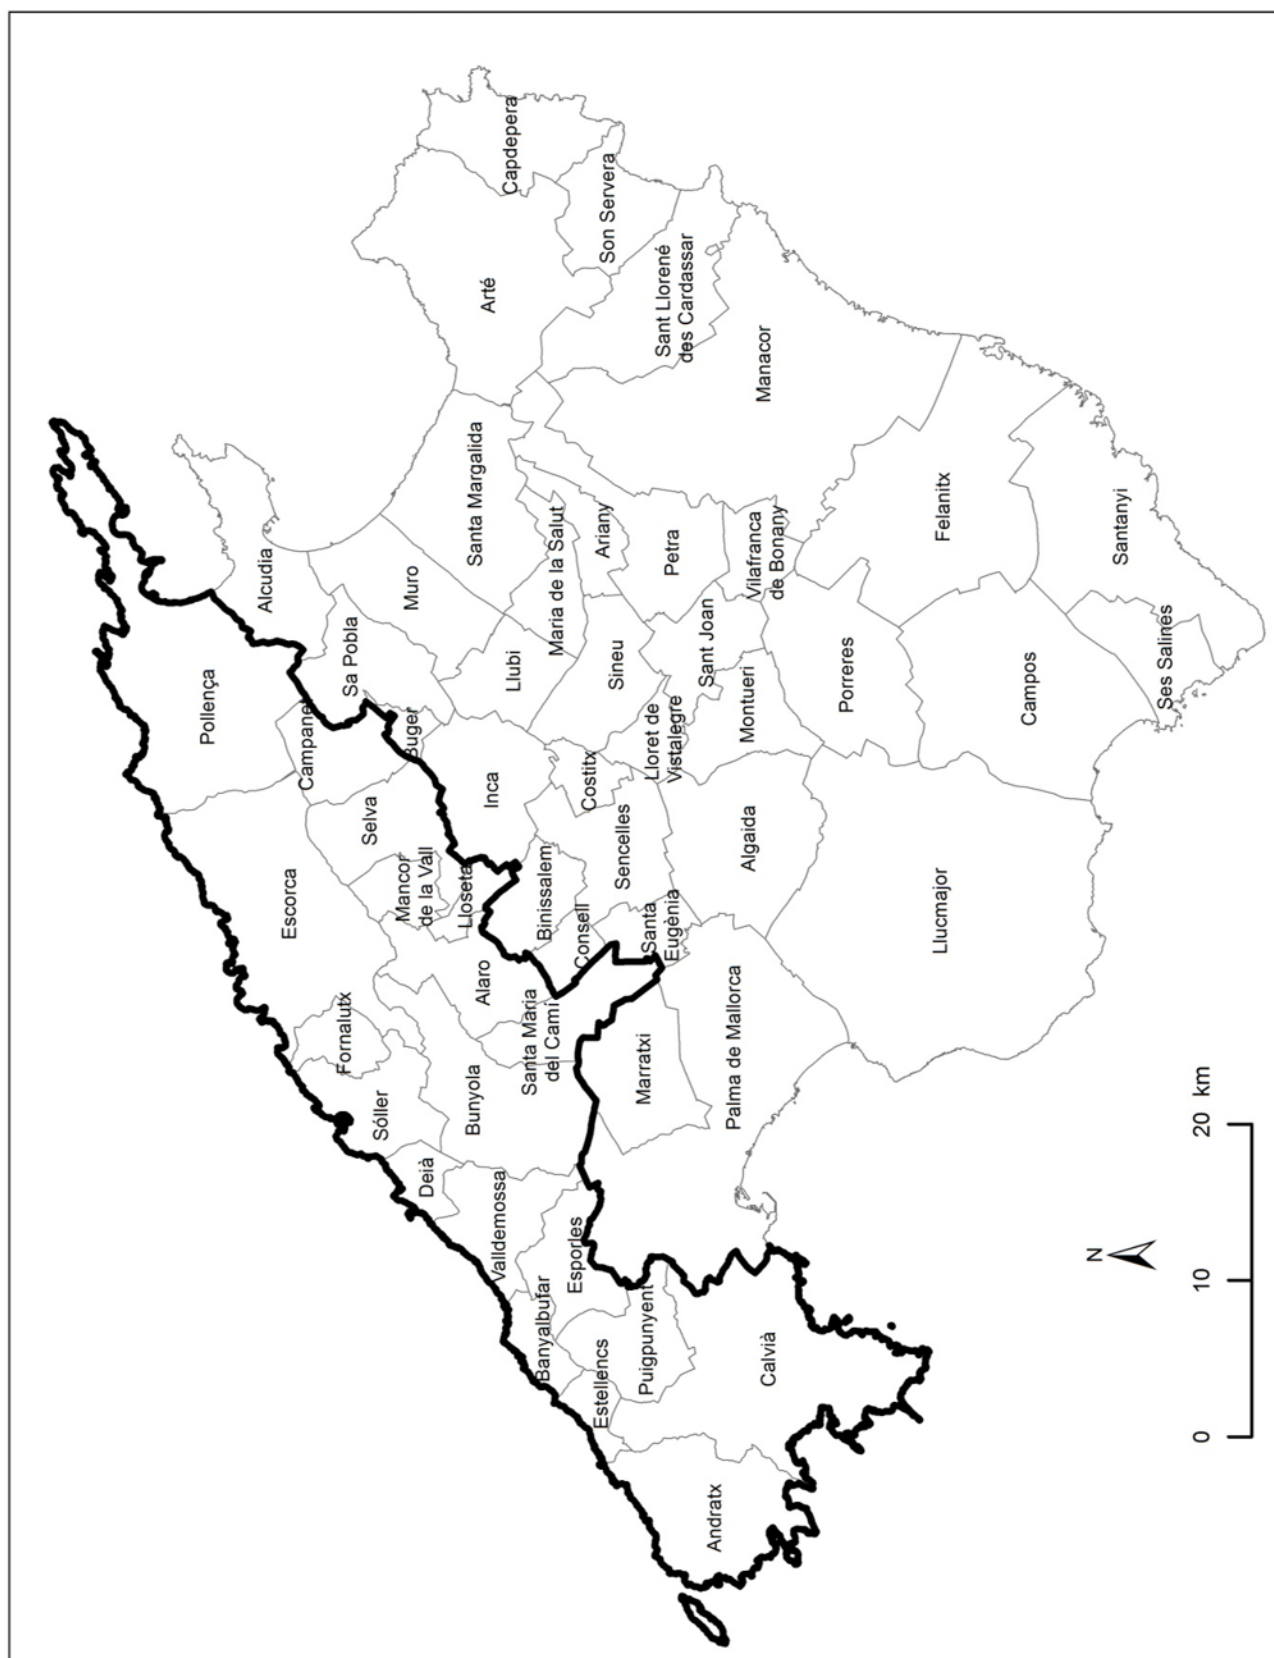 Pollença
Alcudia
Escorca
Campanet
Fornalutx
Sa Pobla
Selva
Sóller
Mancor
de la Vall
Muro
Buger
Deià
Lloseta
Bunyola
Santa Margalida
Alaro
Arté
Inca
Valldemossa
Capdepera
Llubi
Santa Maria
del Camí
Banyalbufar
Binissalem
Maria de la Salut
Esporles
Consell
Costitx
Estellencs
Ariany
Son Servera
Sineu
Sencelles
Marratxi
Puigpunyent
Santa
Eugènia
Lloret de
Vistalegre
Sant Llorené
des Cardassar
Petra
Sant Joan
Andratx
Palma de Mallorca
Montueri
Algaida
Vilafranca
de Bonany
Manacor
Calvià
Porreres
Llucmajor
Felanitx
Campos
N
Santanyi
Ses Salines
0 10 20 km